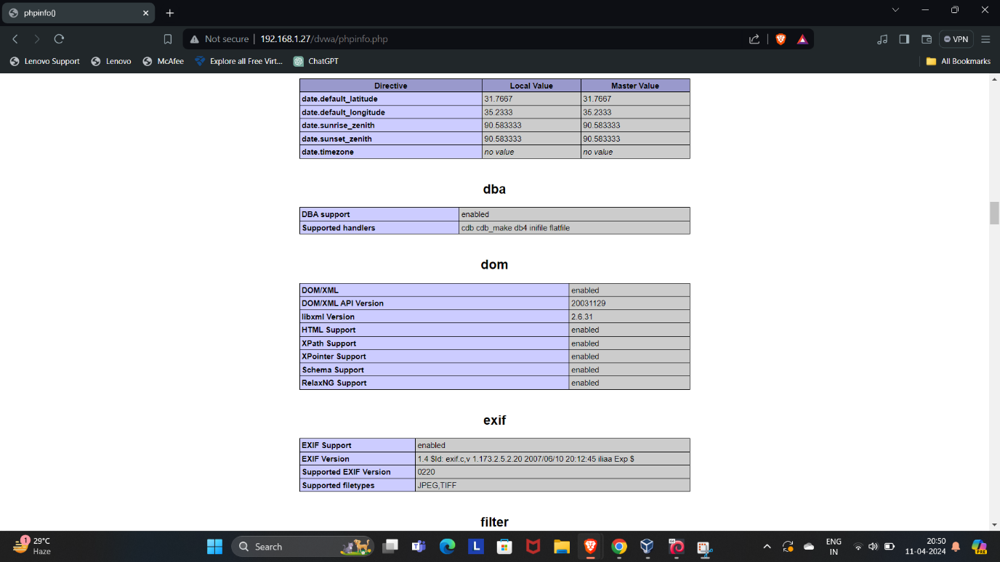 phpinfo()
Not secure 192.168.1.27/dvwa/phpinfo.php
VPN
Lenovo Support Lenovo McAfee Explore all Free Virt... ChatGPT All Bookmarks
Directive Local Value Master Value
date.default_latitude 31.7667 31.7667
date.default_longitude 35.2333 35.2333
date.sunrise_zenith 90.583333 90.583333
date.sunset_zenith 90.583333 90.583333
date.timezone no value no value
dba
DBA support enabled
Supported handlers cdb cdb_make db4 inifile flatfile
dom
DOM/XML enabled
DOM/XML API Version 20031129
libxml Version 2.6.31
HTML Support enabled
XPath Support enabled
XPointer Support enabled
Schema Support enabled
RelaxNG Support enabled
exif
EXIF Support enabled
EXIF Version 1.4 $Id: exif.c,v 1.173.2.5.2.20 2007/06/10 20:12:45 iliaa Exp $
Supported EXIF Version 0220
Supported filetypes JPEG,TIFF
filter
1
29°C
Haze
Search
L
ENG
IN
20:50
11-04-2024
PRE